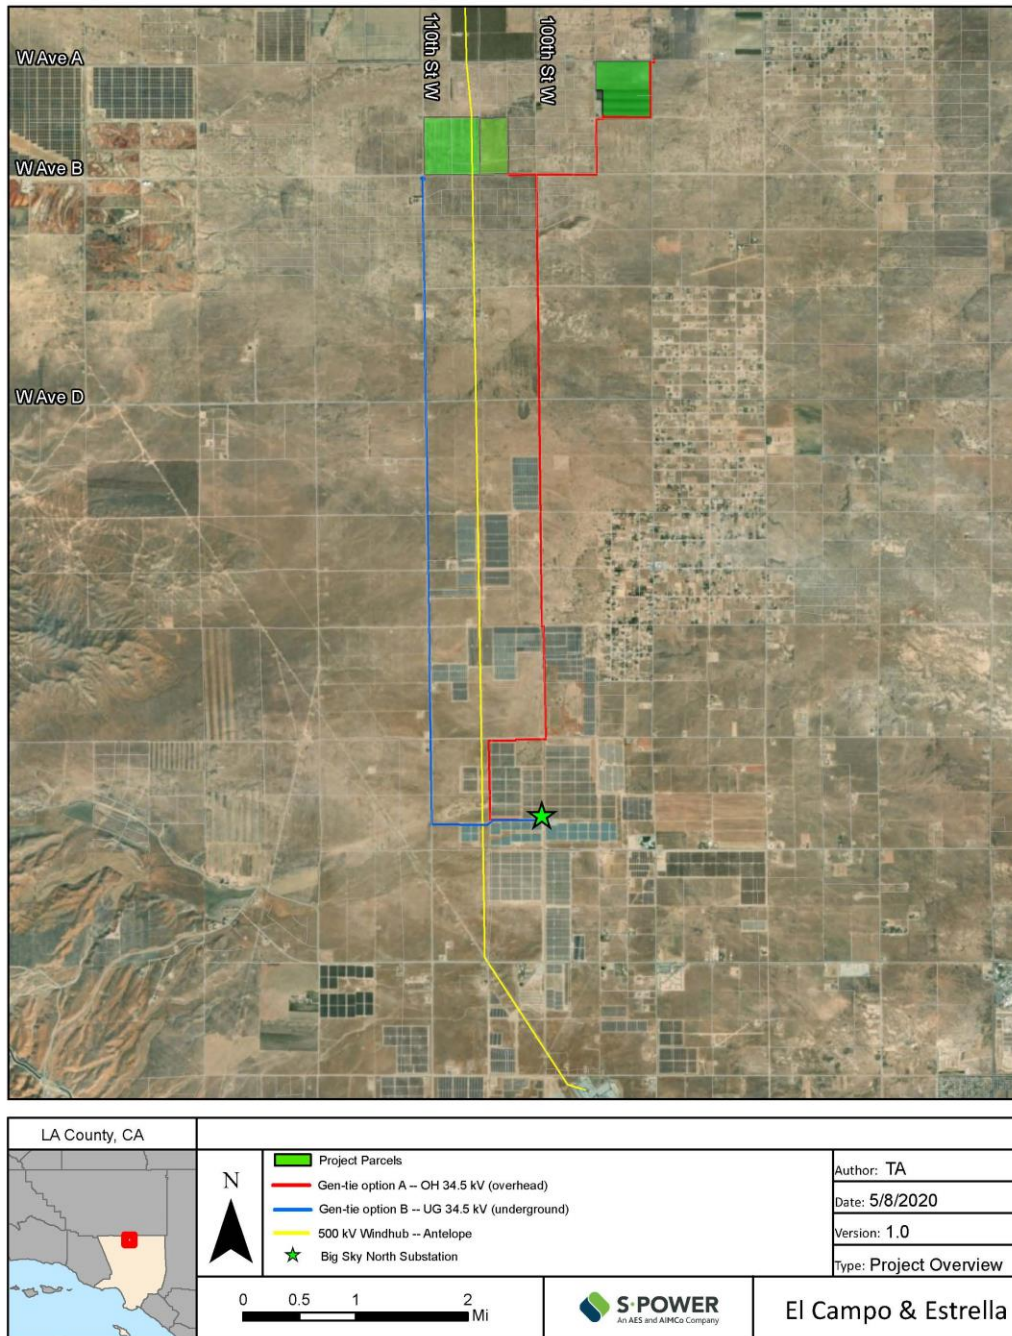 W Ave A
110th St W
100th St W
W Ave B
W Ave D
LA County, CA
N
Project Parcels
Gen-tie option A -- OH 34.5 kV (overhead)
Gen-tie option B -- UG 34.5 kV (underground)
500 kV Windhub -- Antelope
Big Sky North Substation
Author: TA
Date: 5/8/2020
Version: 1.0
Type: Project Overview
0 0.5 1 2
Mi
S·POWER
An AES and AIMCo Company
El Campo & Estrella